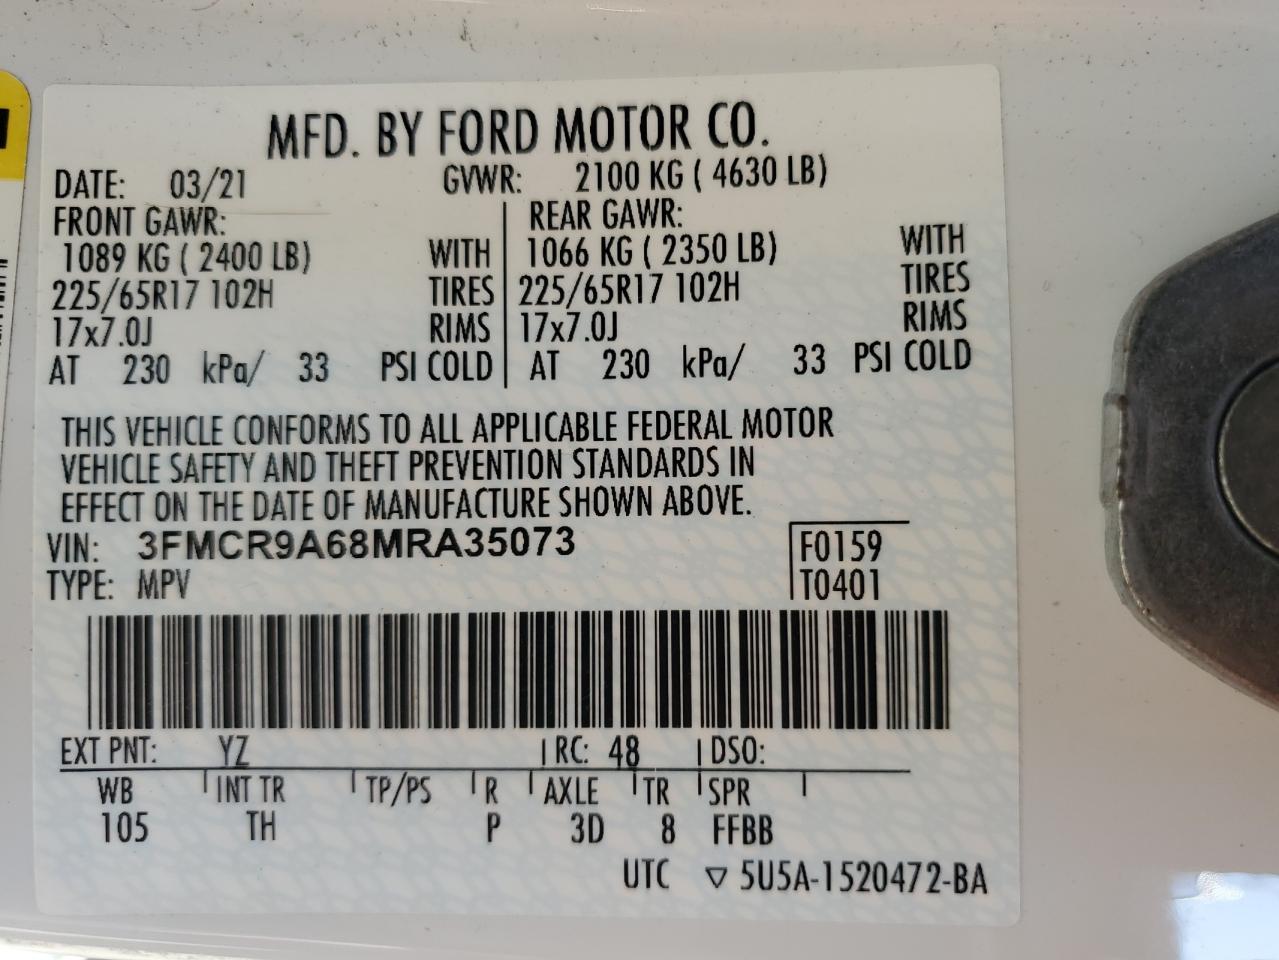 MFD. BY FORD MOTOR CO.
DATE: 03/21 GVWR: 2100 KG ( 4630 LB)
FRONT GAWR: REAR GAWR:
1089 KG ( 2400 LB) WITH 1066 KG ( 2350 LB) WITH
225/65R17 102H TIRES 225/65R17 102H TIRES
17x7.0J RIMS 17x7.0J RIMS
AT 230 kPa/ 33 PSI COLD AT 230 kPa/ 33 PSI COLD
THIS VEHICLE CONFORMS TO ALL APPLICABLE FEDERAL MOTOR
VEHICLE SAFETY AND THEFT PREVENTION STANDARDS IN
EFFECT ON THE DATE OF MANUFACTURE SHOWN ABOVE.
VIN: 3FMCR9A68MRA35073 F0159
TYPE: MPV T0401
EXT PNT: YZ RC: 48 DSO:
WB INT TR TP/PS R AXLE TR SPR
105 TH P 3D 8 FFBB
UTC ▽ 5U5A-1520472-BA